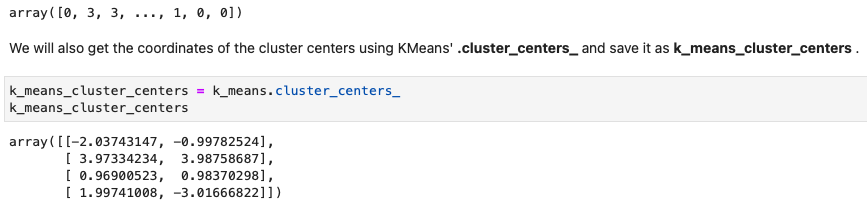 array([0, 3, 3, ..., 1, 0, 0])
We will also get the coordinates of the cluster centers using KMeans' .cluster_centers_ and save it as k_means_cluster_centers .
k_means_cluster_centers = k_means.cluster_centers_
k_means_cluster_centers
array([[-2.03743147, -0.99782524],
       [ 3.97334234,  3.98758687],
       [ 0.96900523,  0.98370298],
       [ 1.99741008, -3.01666822]])